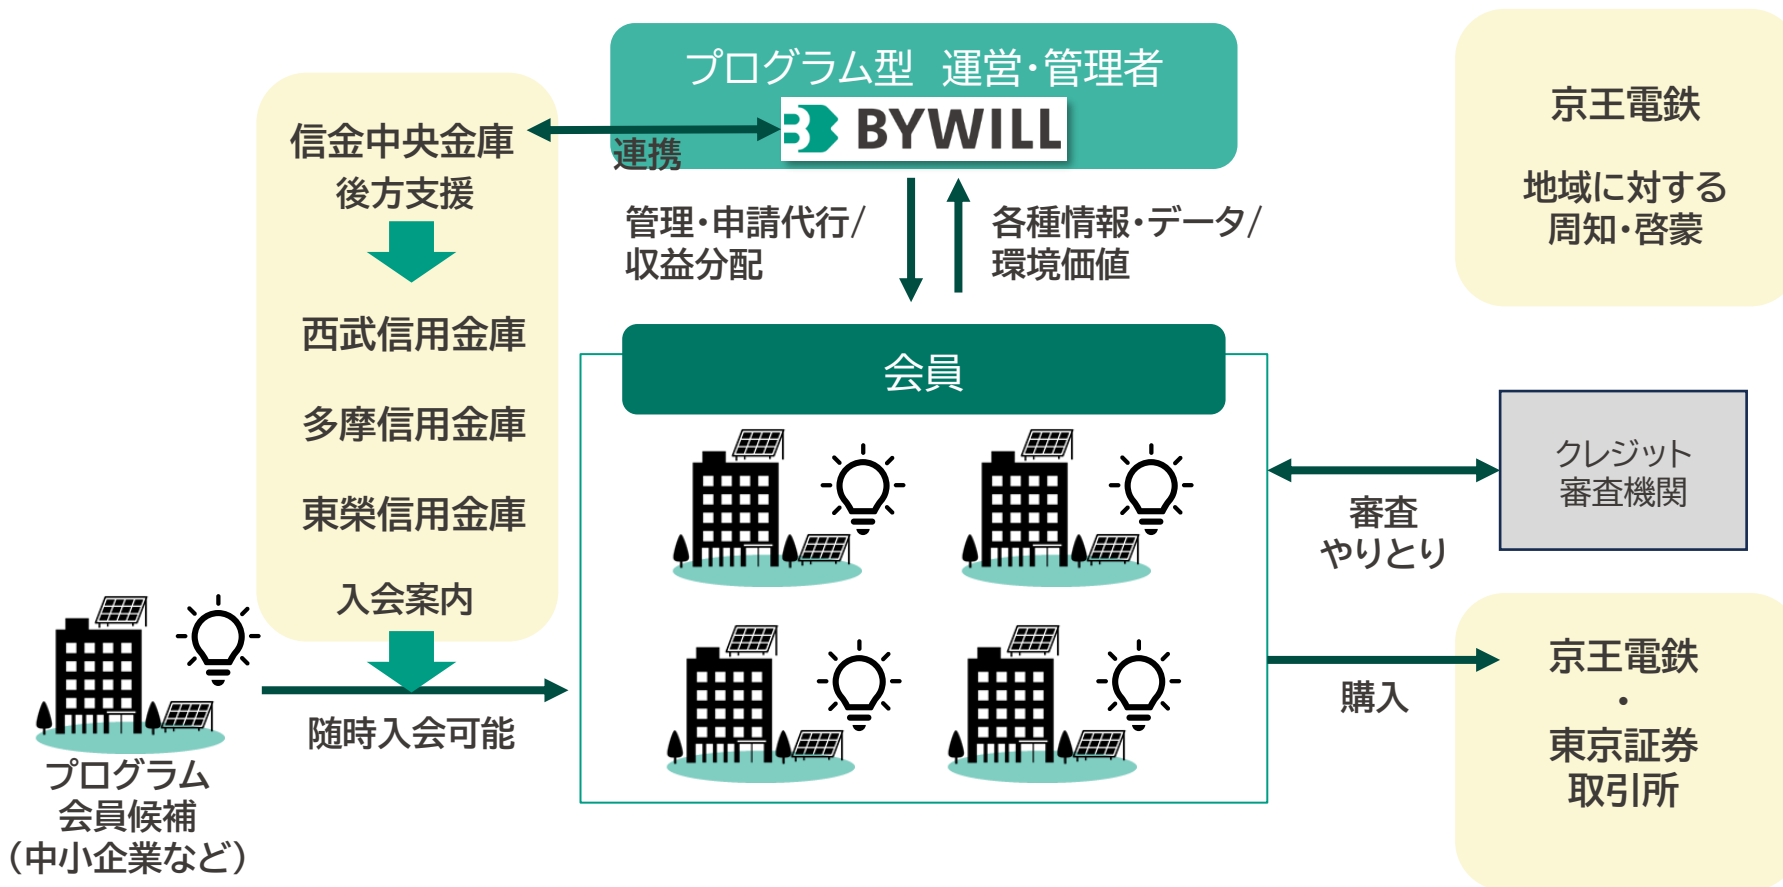 プログラム型 運営・管理者
BYWILL
連携
信金中央金庫
後方支援
西武信用金庫
多摩信用金庫
東榮信用金庫
入会案内
管理・申請代行/
収益分配
各種情報・データ/
環境価値
京王電鉄
地域に対する
周知・啓蒙
会員
クレジット
審査機関
審査
やりとり
購入
京王電鉄
・
東京証券
取引所
随時入会可能
プログラム
会員候補
（中小企業など）